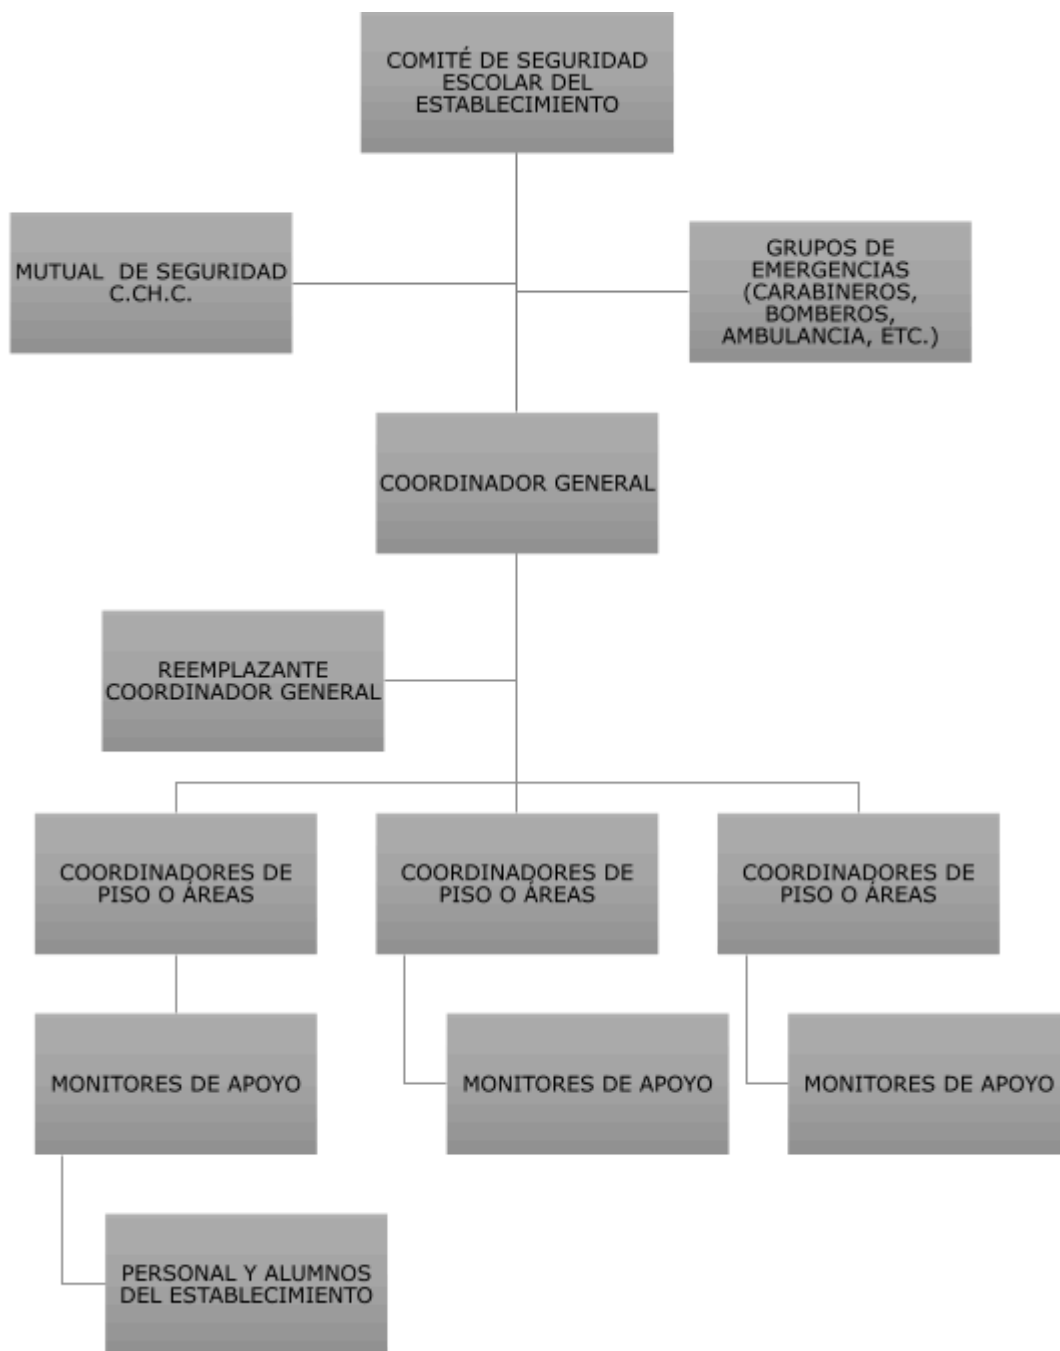 COMITÉ DE SEGURIDAD
ESCOLAR DEL
ESTABLECIMIENTO
MUTUAL DE SEGURIDAD
C.CH.C.
GRUPOS DE
EMERGENCIAS
(CARABINEROS,
BOMBEROS,
AMBULANCIA, ETC.)
COORDINADOR GENERAL
REEMPLAZANTE
COORDINADOR GENERAL
COORDINADORES DE
PISO O ÁREAS
COORDINADORES DE
PISO O ÁREAS
COORDINADORES DE
PISO O ÁREAS
MONITORES DE APOYO
MONITORES DE APOYO
MONITORES DE APOYO
PERSONAL Y ALUMNOS
DEL ESTABLECIMIENTO